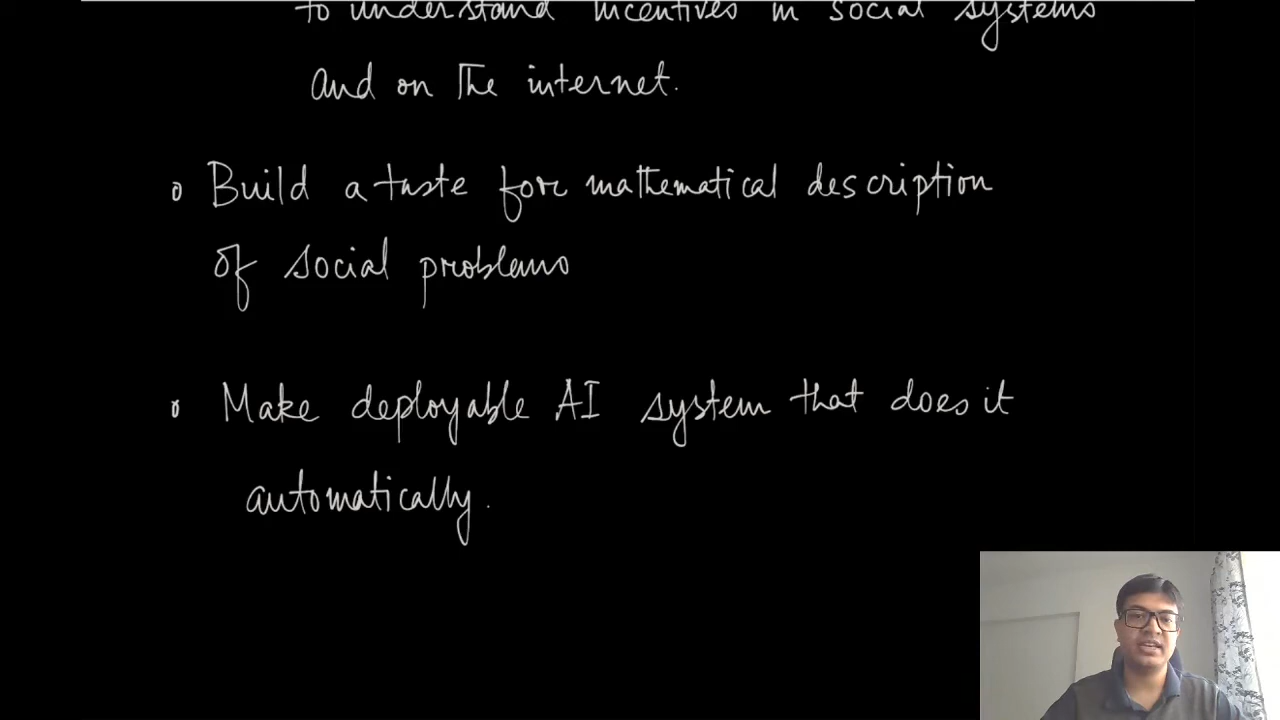 to understand incentives in social systems
and on the internet.
o Build a taste for mathematical description
of social problems
o Make deployable AI system that does it
automatically.